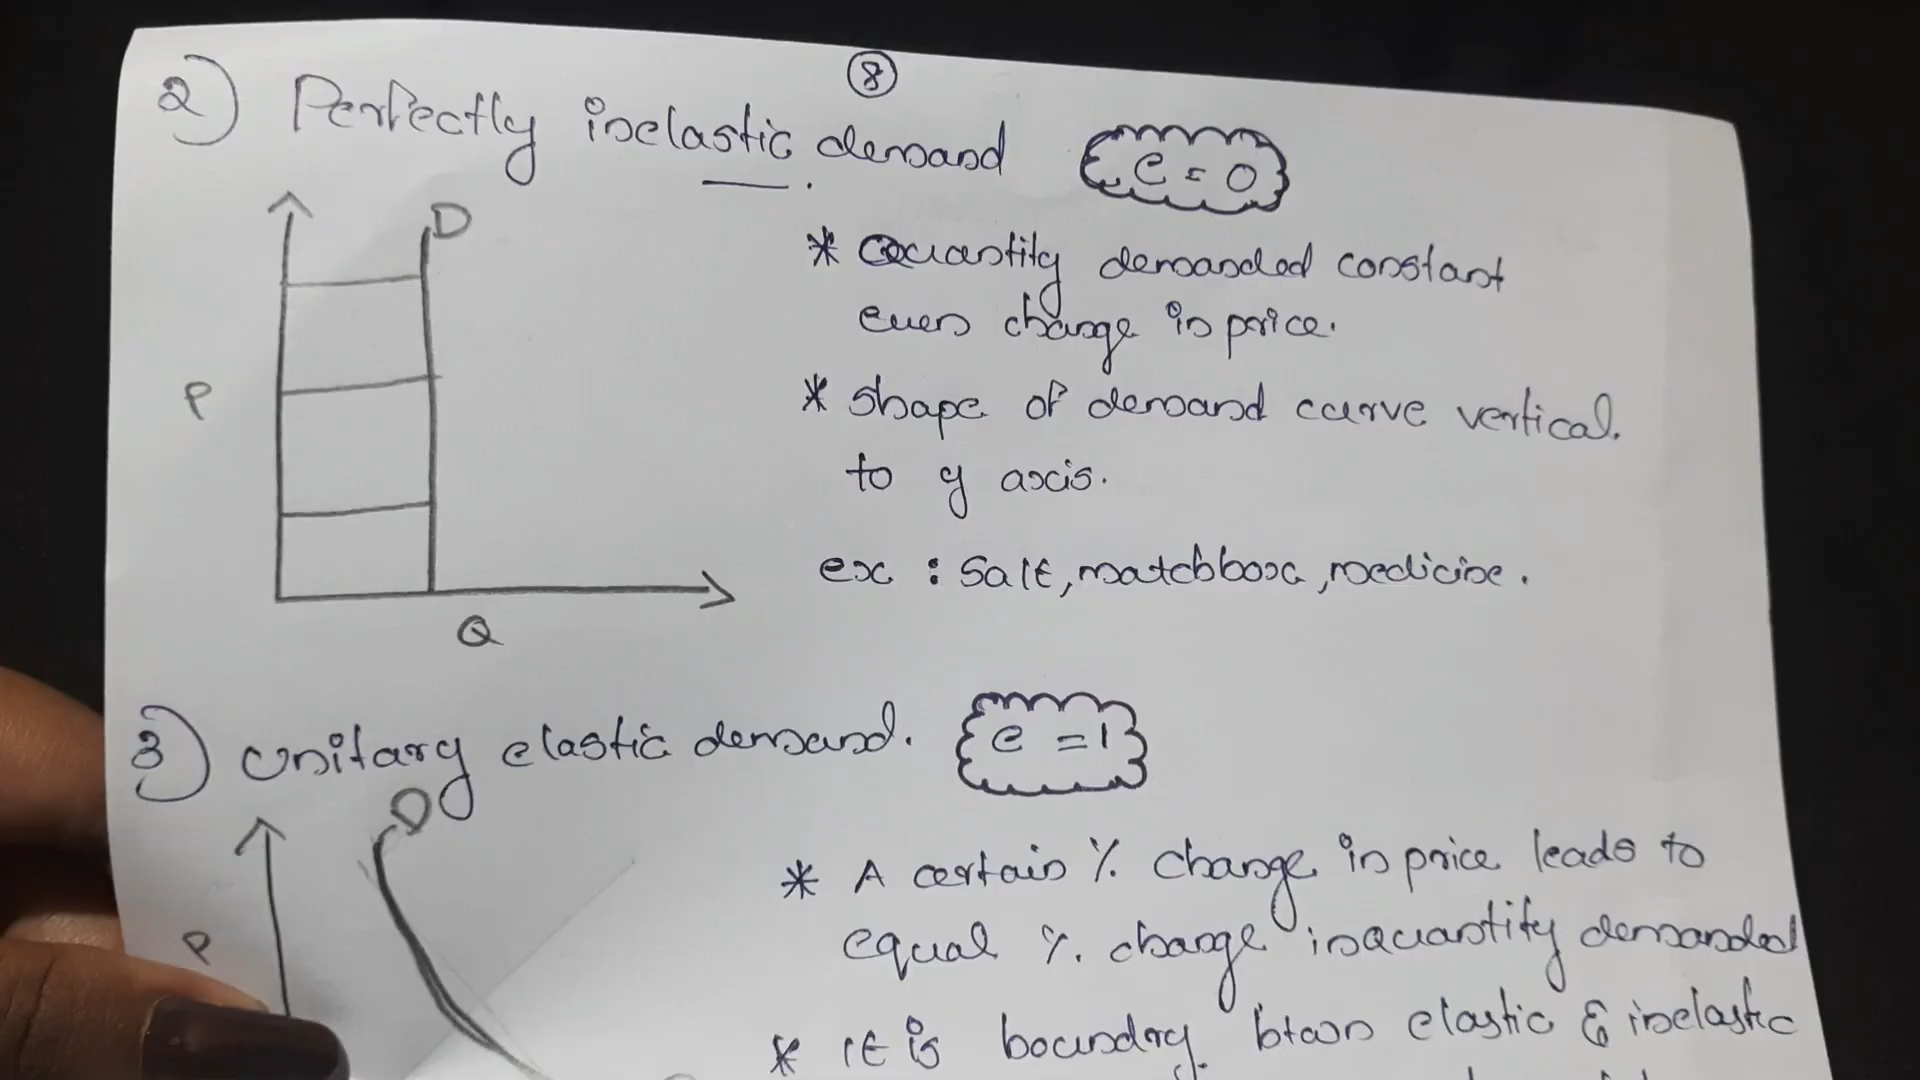 8
2) Perfectly inelastic demand e = 0
D
* Quantity demanded constant
even change in price.
P
* shape of demand curve vertical
to y axis.
ex : Salt, matchbox, medicine.
Q
3) Unitary elastic demand. e = 1
D
* A certain % change in price leads to
P
equal % change in quantity demanded
* it is boundry btwn elastic & inelastic